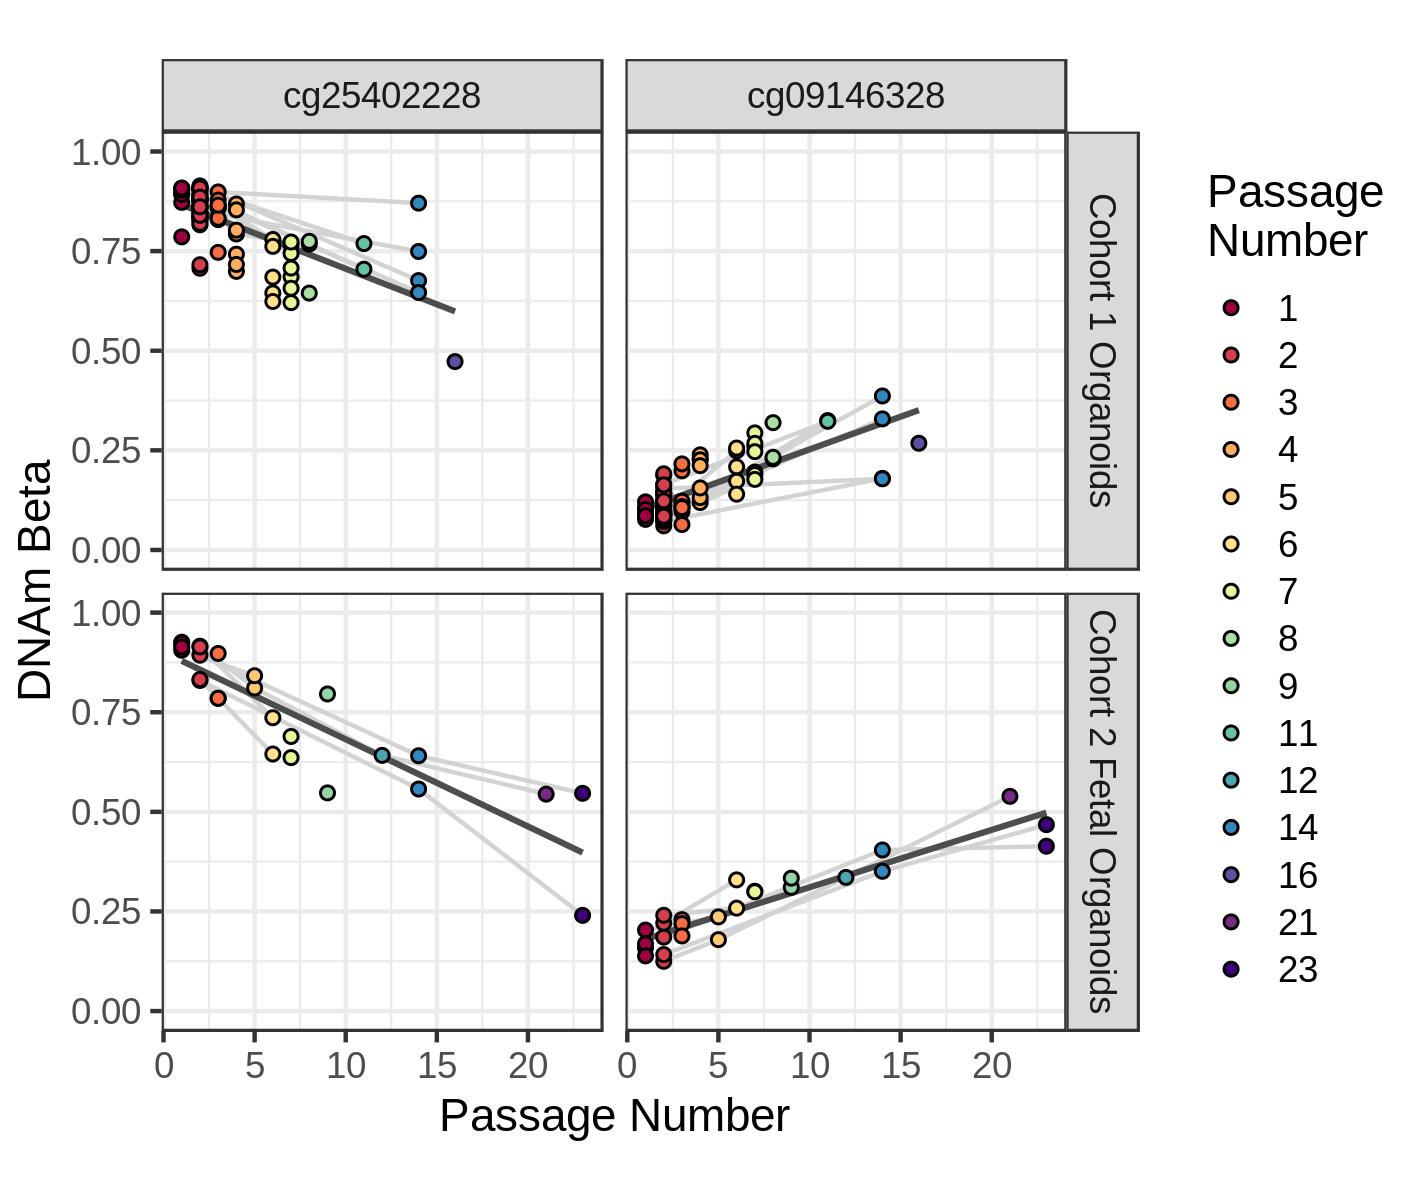 cg25402228
cg09146328
1.00
0.75
0.50
0.25
0.00
Cohort 1 Organoids
1.00
0.75
0.50
0.25
0.00
Cohort 2 Fetal Organoids
DNAm Beta
0 5 10 15 20
0 5 10 15 20
Passage Number
Passage
Number
1
2
3
4
5
6
7
8
9
11
12
14
16
21
23